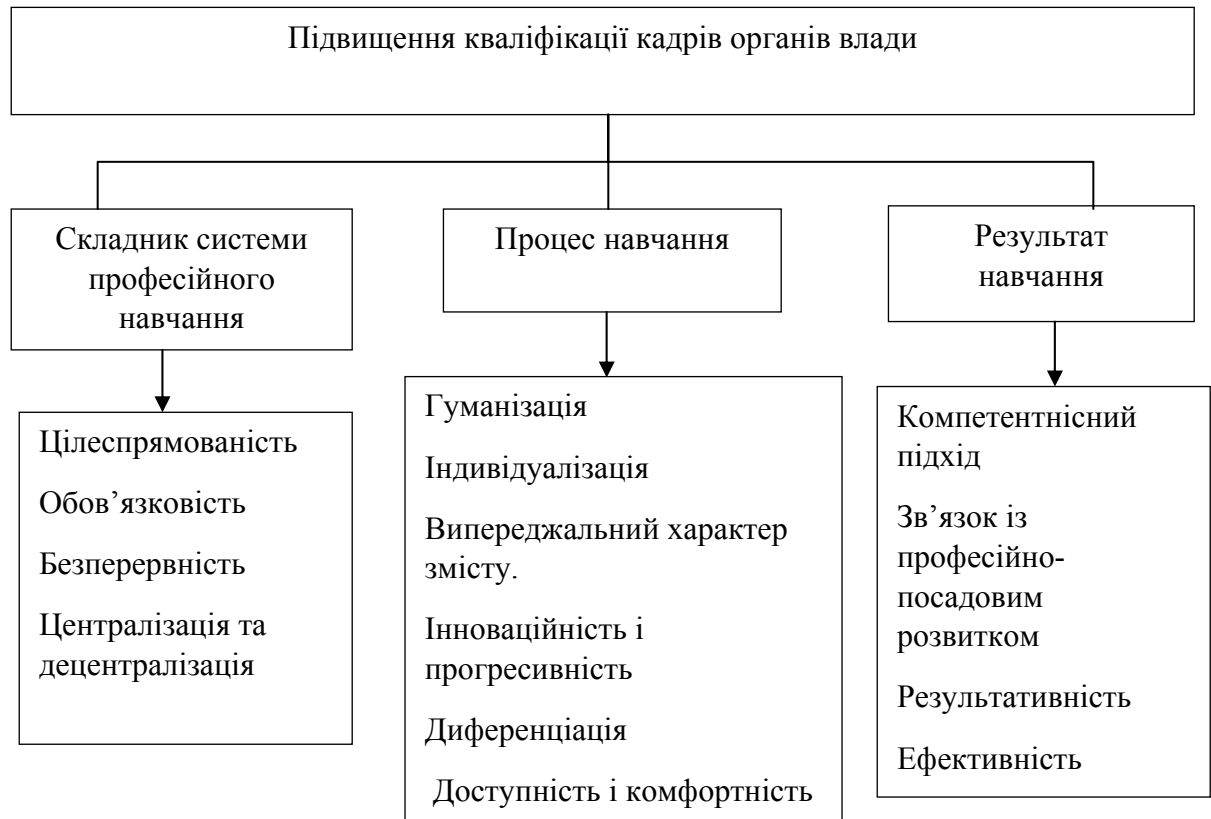 Підвищення кваліфікації кадрів органів влади
Складник системи
професійного
навчання
Процес навчання
Результат
навчання
Цілеспрямованість
Обов’язковість
Безперервність
Централізація та
децентралізація
Гуманізація
Індивідуалізація
Випереджальний характер
змісту.
Інноваційність і
прогресивність
Диференціація
Доступність і комфортність
Компетентнісний
підхід
Зв’язок із
професійно-
посадовим
розвитком
Результативність
Ефективність